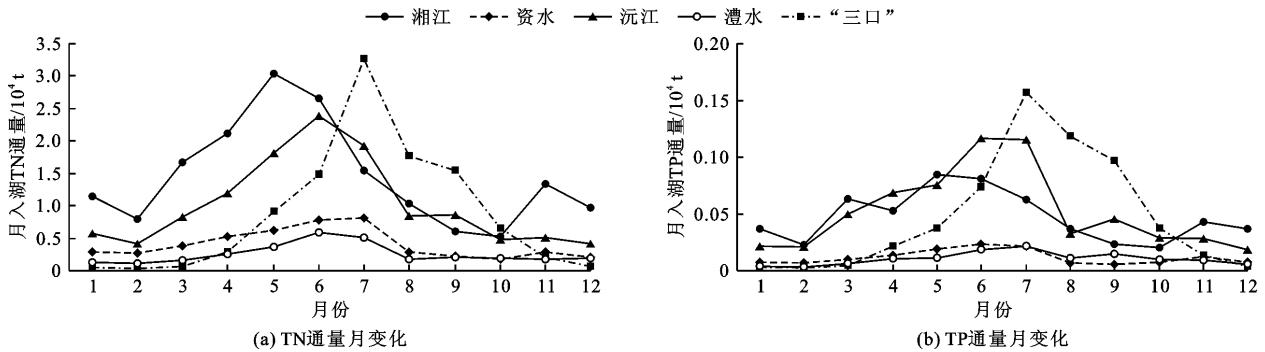 湘江 资水 沅江 澧水 “三口”
月入湖TN通量/10⁴ t
3.5
3.0
2.5
2.0
1.5
1.0
0.5
0
1 2 3 4 5 6 7 8 9 10 11 12
月份
(a) TN通量月变化
月入湖TP通量/10⁴ t
0.20
0.15
0.10
0.05
0
1 2 3 4 5 6 7 8 9 10 11 12
月份
(b) TP通量月变化